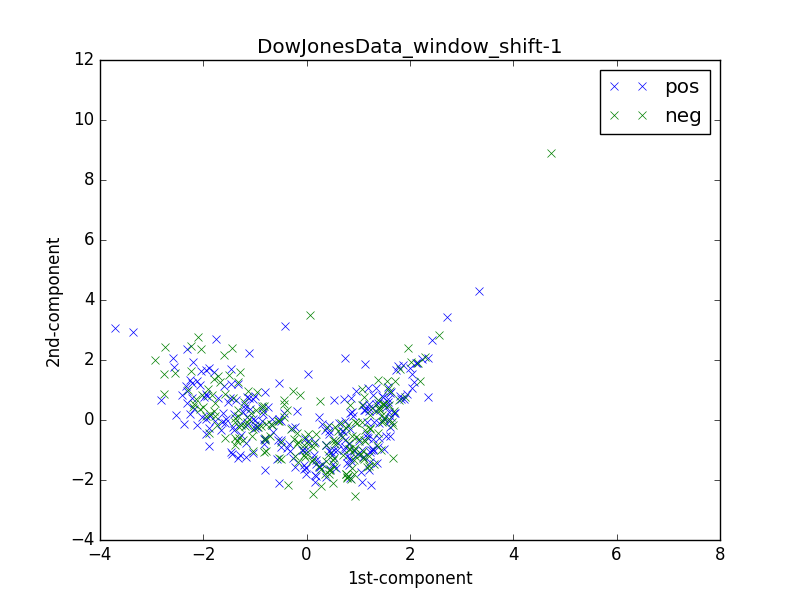 DowJonesData_window_shift-1
pos
neg
12
10
8
6
4
2
0
−2
−4
2nd-component
−4 −2 0 2 4 6 8
1st-component